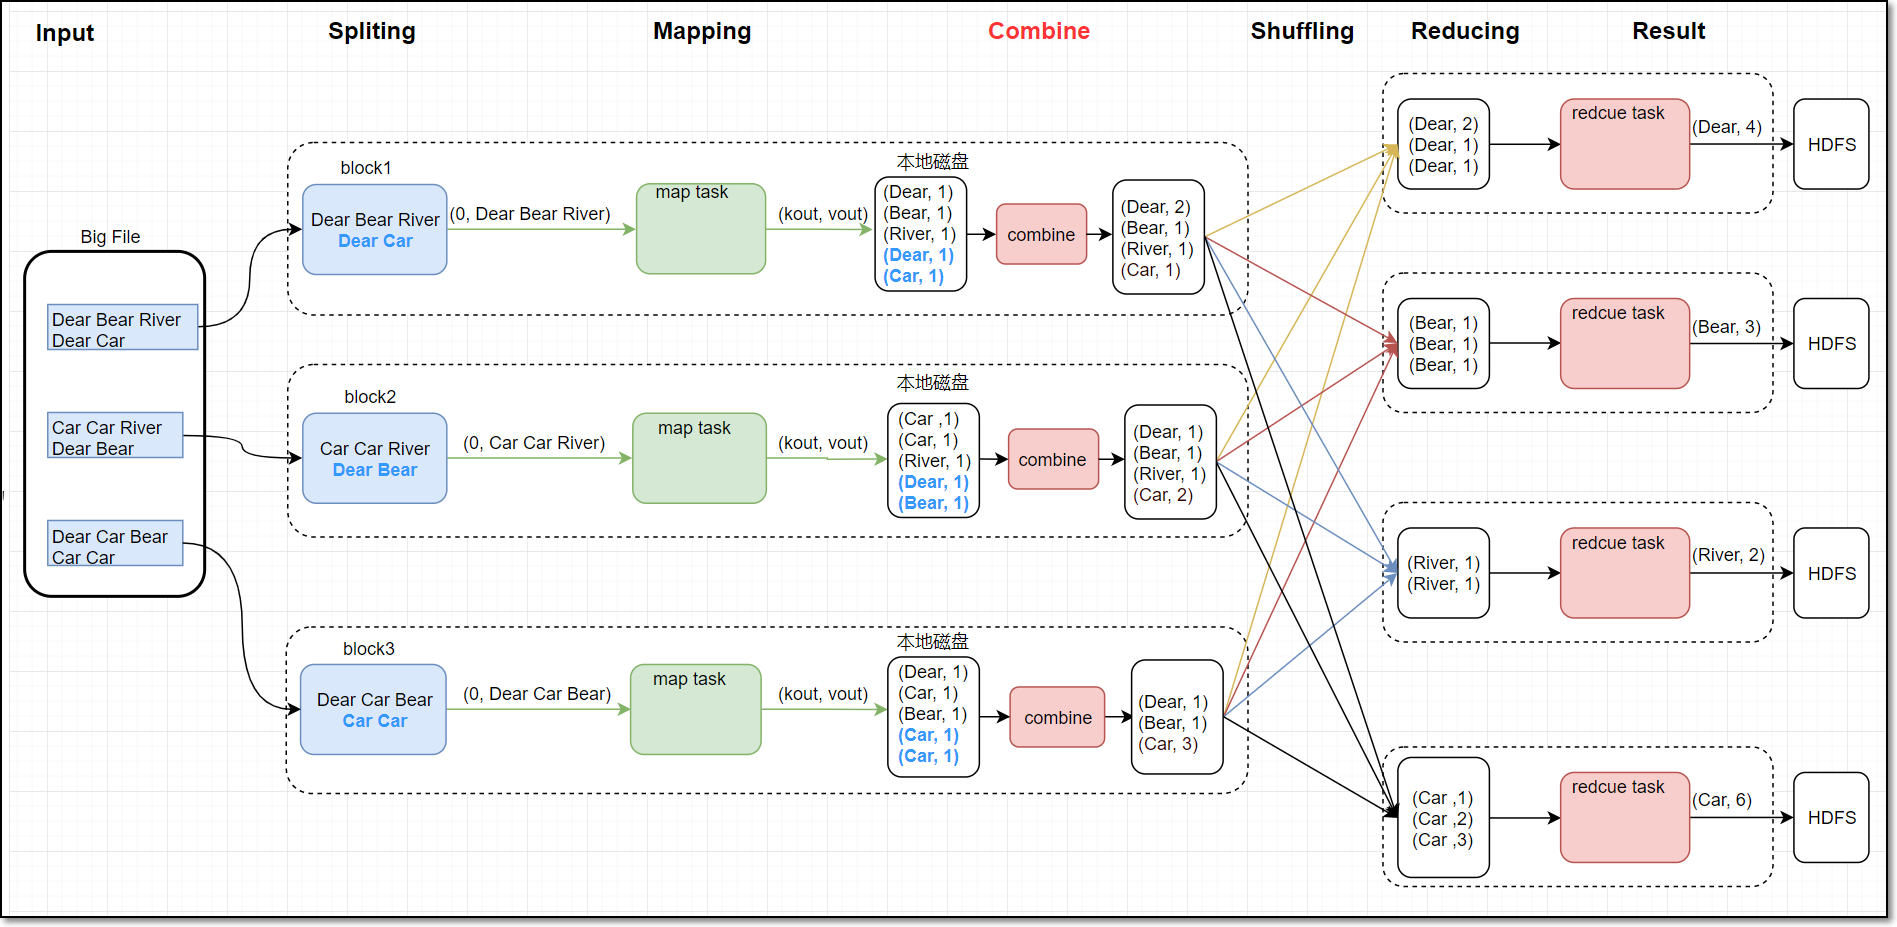 Input
Spliting
Mapping
Combine
Shuffling
Reducing
Result
Big File
Dear Bear River
Dear Car
Car Car River
Dear Bear
Dear Car Bear
Car Car
block1
Dear Bear River
Dear Car
(0, Dear Bear River)
map task
(kout, vout)
本地磁盘
(Dear, 1)
(Bear, 1)
(River, 1)
(Dear, 1)
(Car, 1)
combine
(Dear, 2)
(Bear, 1)
(River, 1)
(Car, 1)
block2
Car Car River
Dear Bear
(0, Car Car River)
map task
(kout, vout)
本地磁盘
(Car ,1)
(Car, 1)
(River, 1)
(Dear, 1)
(Bear, 1)
combine
(Dear, 1)
(Bear, 1)
(River, 1)
(Car, 2)
block3
Dear Car Bear
Car Car
(0, Dear Car Bear)
map task
(kout, vout)
本地磁盘
(Dear, 1)
(Car, 1)
(Bear, 1)
(Car, 1)
(Car, 1)
combine
(Dear, 1)
(Bear, 1)
(Car, 3)
(Dear, 2)
(Dear, 1)
(Dear, 1)
redcue task
(Dear, 4)
HDFS
(Bear, 1)
(Bear, 1)
(Bear, 1)
redcue task
(Bear, 3)
HDFS
(River, 1)
(River, 1)
redcue task
(River, 2)
HDFS
(Car ,1)
(Car ,2)
(Car ,3)
redcue task
(Car, 6)
HDFS